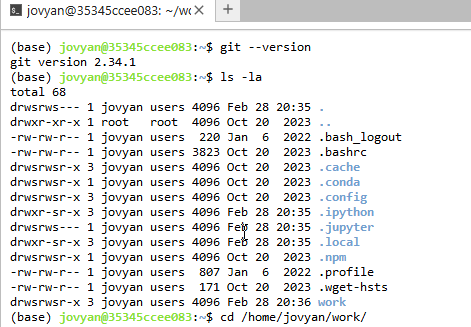 jovyan@35345ccee083: ~/wo
(base) jovyan@35345ccee083:~$ git --version
git version 2.34.1
(base) jovyan@35345ccee083:~$ ls -la
total 68
drwsrws--- 1 jovyan users 4096 Feb 28 20:35 .
drwxr-xr-x 1 root   root  4096 Oct 20  2023 ..
-rw-rw-r-- 1 jovyan users  220 Jan  6  2022 .bash_logout
-rw-rw-r-- 1 jovyan users 3823 Oct 20  2023 .bashrc
drwsrwsr-x 3 jovyan users 4096 Oct 20  2023 .cache
drwsrwsr-x 1 jovyan users 4096 Oct 20  2023 .conda
drwsrwsr-x 3 jovyan users 4096 Oct 20  2023 .config
drwxr-sr-x 3 jovyan users 4096 Feb 28 20:35 .ipython
drwsrws--- 1 jovyan users 4096 Feb 28 20:35 .jupyter
drwxr-sr-x 3 jovyan users 4096 Feb 28 20:35 .local
drwsrwsr-x 1 jovyan users 4096 Oct 20  2023 .npm
-rw-rw-r-- 1 jovyan users  807 Jan  6  2022 .profile
-rw-rw-r-- 1 jovyan users  171 Oct 20  2023 .wget-hsts
drwsrwsr-x 3 jovyan users 4096 Feb 28 20:36 work
(base) jovyan@35345ccee083:~$ cd /home/jovyan/work/